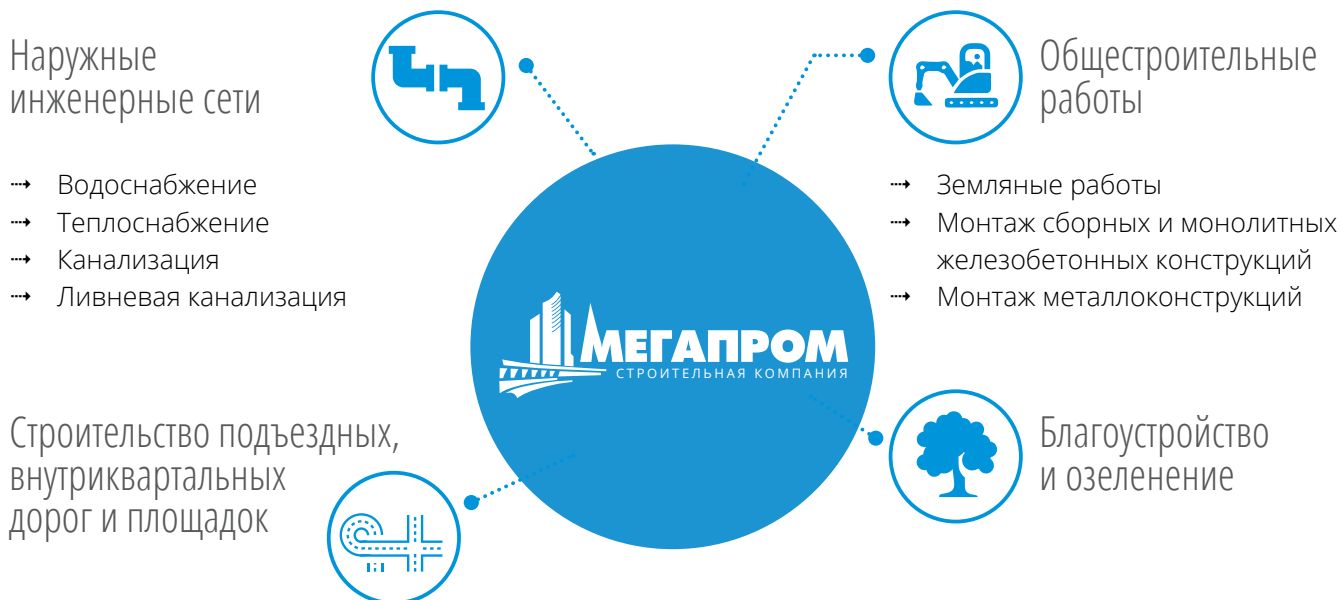 Наружные
инженерные сети
Водоснабжение
Теплоснабжение
Канализация
Ливневая канализация
Общестроительные
работы
Земляные работы
Монтаж сборных и монолитных
железобетонных конструкций
Монтаж металлоконструкций
МЕГАПРОМ
СТРОИТЕЛЬНАЯ КОМПАНИЯ
Строительство подъездных,
внутриквартальных
дорог и площадок
Благоустройство
и озеленение